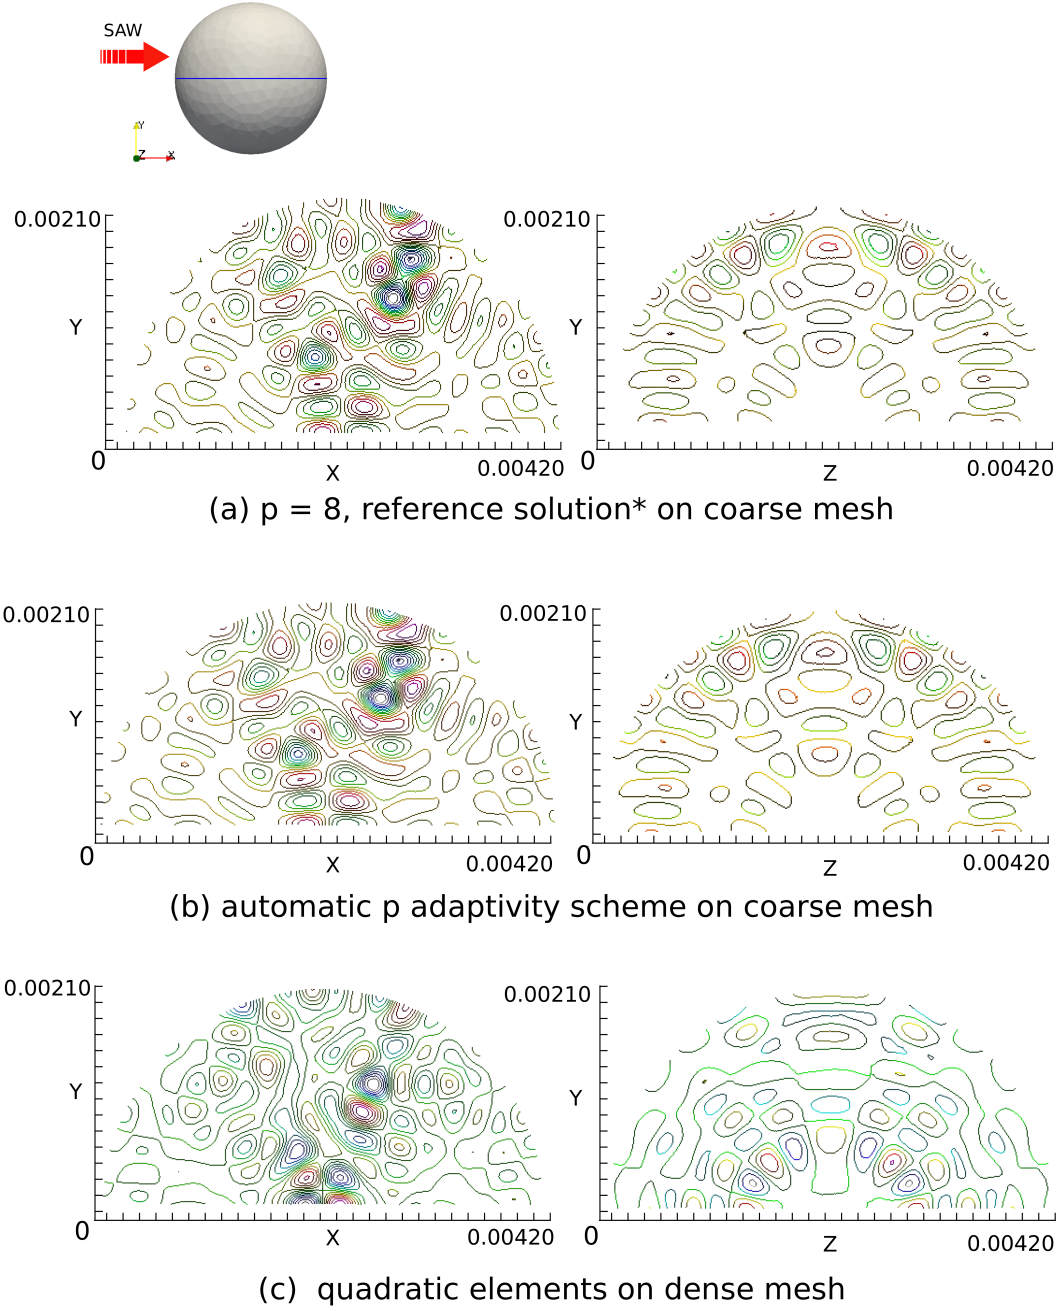 SAW
Y
Z X
0.00210 0.00210
Y Y
0 0.00420 0 0.00420
X Z
(a) p = 8, reference solution* on coarse mesh
0.00210 0.00210
Y Y
0 0.00420 0 0.00420
X Z
(b) automatic p adaptivity scheme on coarse mesh
0.00210 0.00210
Y Y
0 0.00420 0 0.00420
X Z
(c) quadratic elements on dense mesh